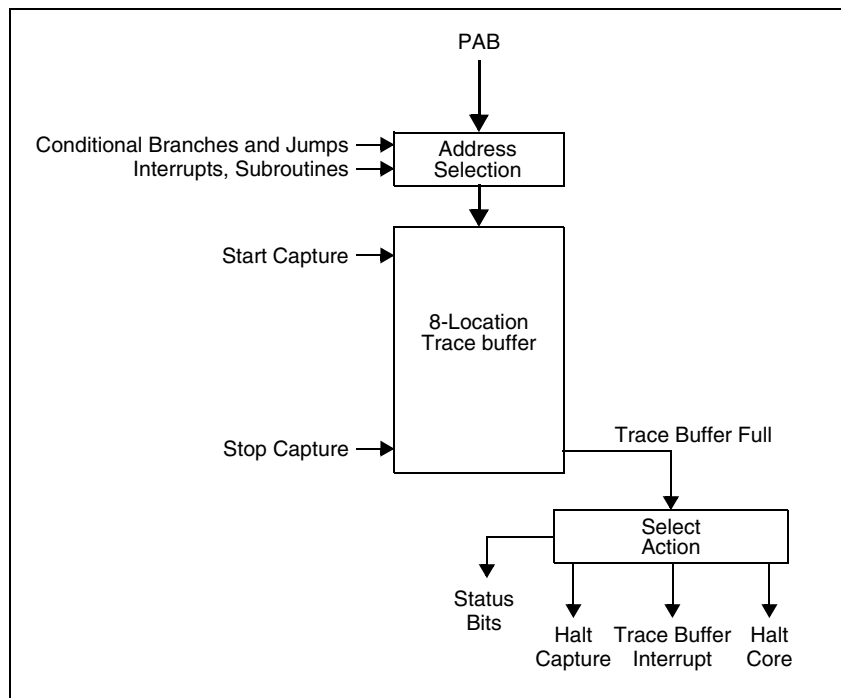 PAB
Conditional Branches and Jumps
Interrupts, Subroutines
Address
Selection
Start Capture
8-Location
Trace buffer
Stop Capture
Trace Buffer Full
Select
Action
Status
Bits
Halt
Capture
Trace Buffer
Interrupt
Halt
Core